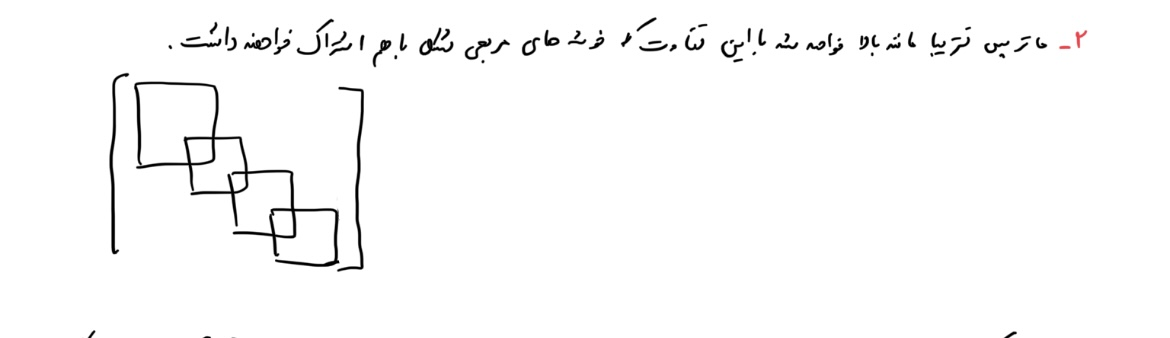 ۲- ماتریس تقریبا مانند بالا خواهد شد با این تفاوت که خوشه های مربعی شکل با هم اشتراک خواهند داشت.